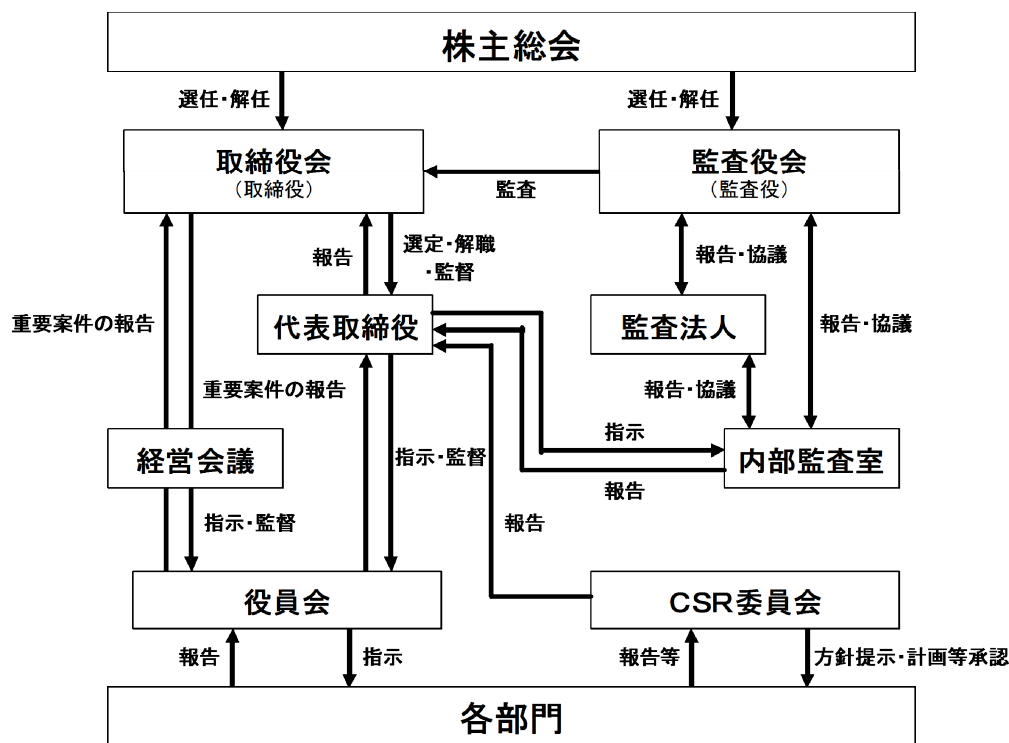 株主総会
選任・解任
選任・解任
取締役会
（取締役）
監査
監査役会
（監査役）
報告
選定・解職
・監督
報告・協議
重要案件の報告
代表取締役
監査法人
報告・協議
重要案件の報告
報告・協議
経営会議
指示・監督
指示
内部監査室
報告
指示・監督
報告
役員会
CSR委員会
報告
指示
報告等
方針提示・計画等承認
各部門